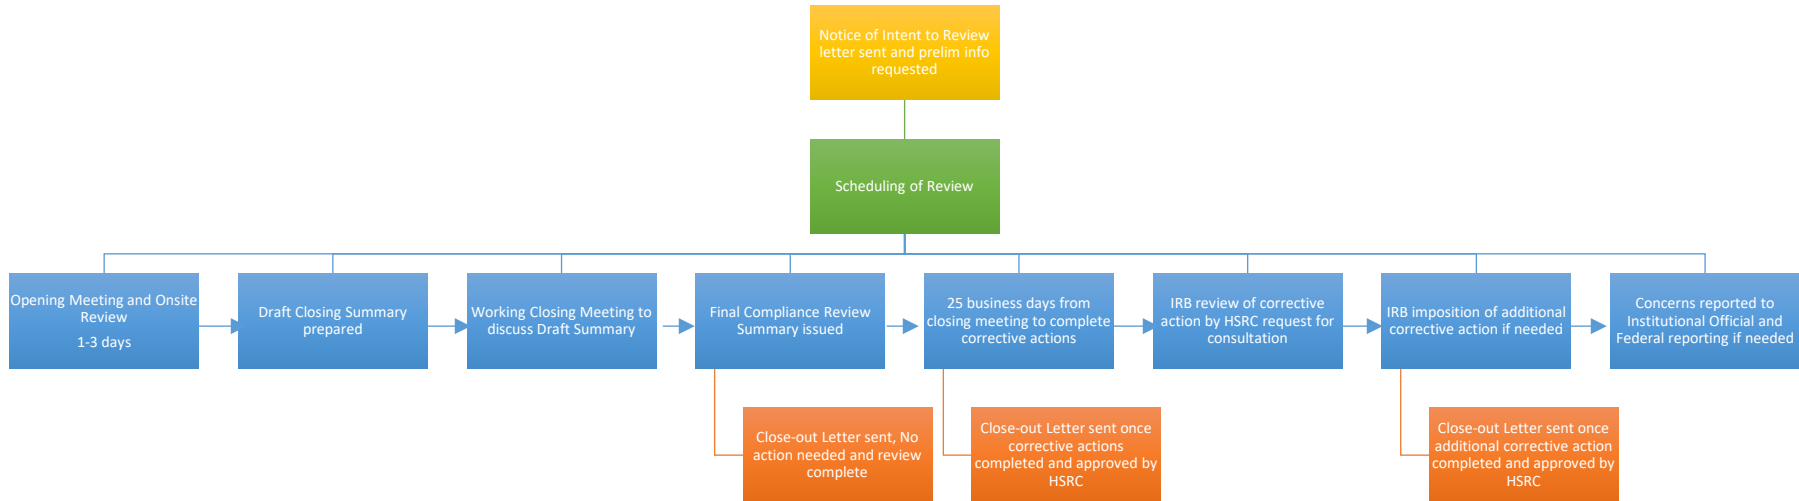 Notice of Intent to Review
letter sent and prelim info
requested
Scheduling of Review
Opening Meeting and Onsite
Review
1-3 days
Draft Closing Summary
prepared
Working Closing Meeting to
discuss Draft Summary
Final Compliance Review
Summary issued
25 business days from
closing meeting to complete
corrective actions
IRB review of corrective
action by HSRC request for
consultation
IRB imposition of additional
corrective action if needed
Concerns reported to
Institutional Official and
Federal reporting if needed
Close-out Letter sent, No
action needed and review
complete
Close-out Letter sent once
corrective actions
completed and approved by
HSRC
Close-out Letter sent once
additional corrective action
completed and approved by
HSRC